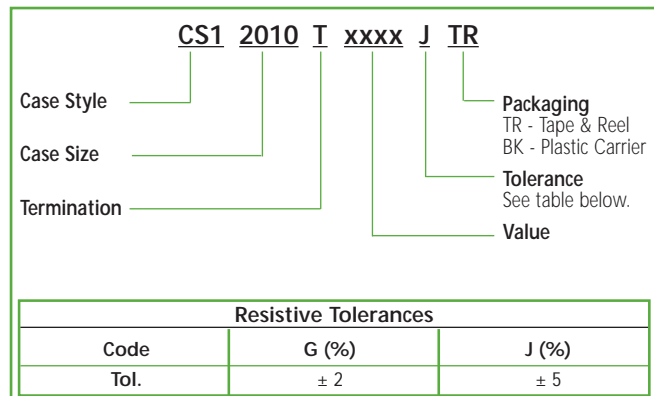 CS1 2010 T xxxx J TR
Case Style
Case Size
Termination
Packaging
TR - Tape & Reel
BK - Plastic Carrier
Tolerance
See table below.
Value
Resistive Tolerances
Code G (%) J (%)
Tol. ± 2 ± 5